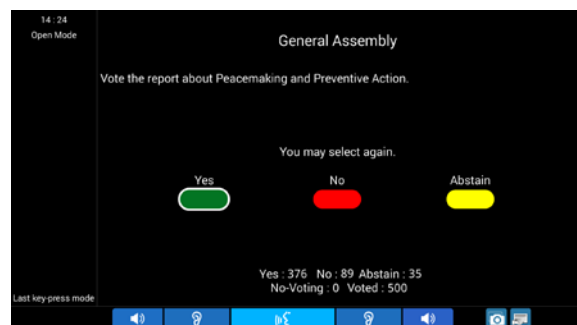 14 : 24
Open Mode
General Assembly
Vote the report about Peacemaking and Preventive Action.
You may select again.
Yes No Abstain
Yes : 376 No : 89 Abstain : 35
No-Voting : 0 Voted : 500
Last key-press mode